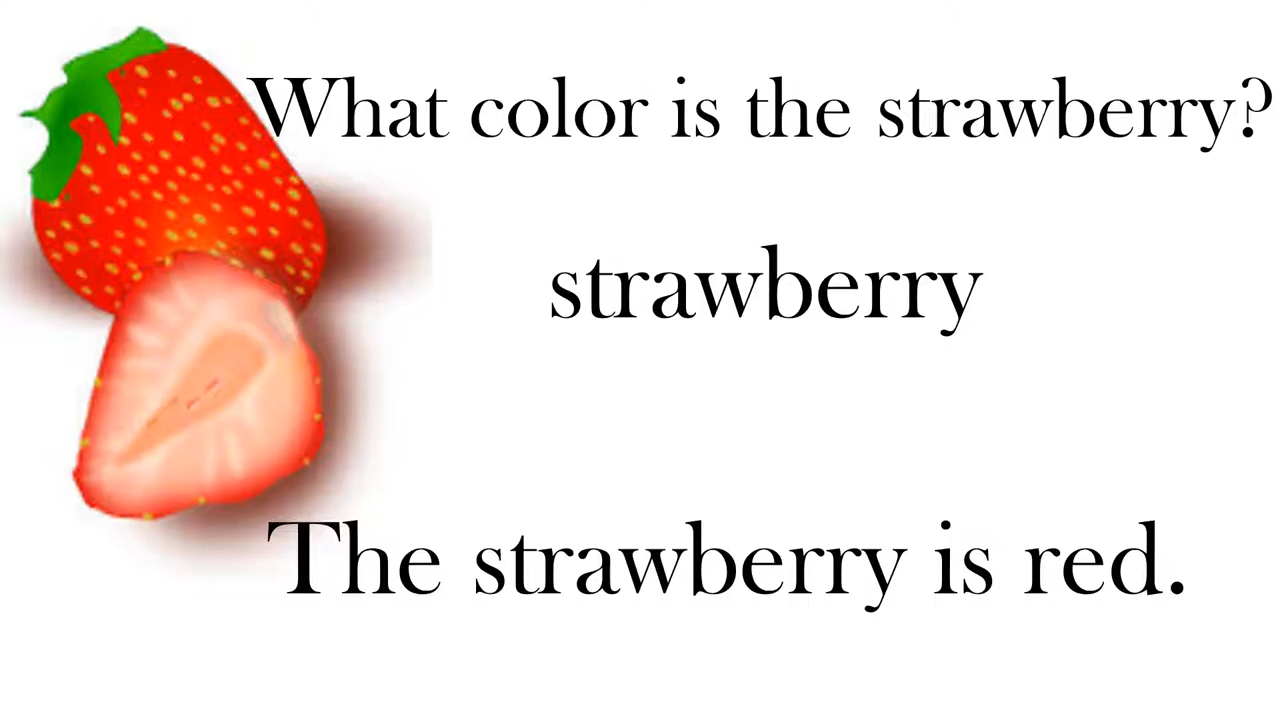 What color is the strawberry?
strawberry
The strawberry is red.